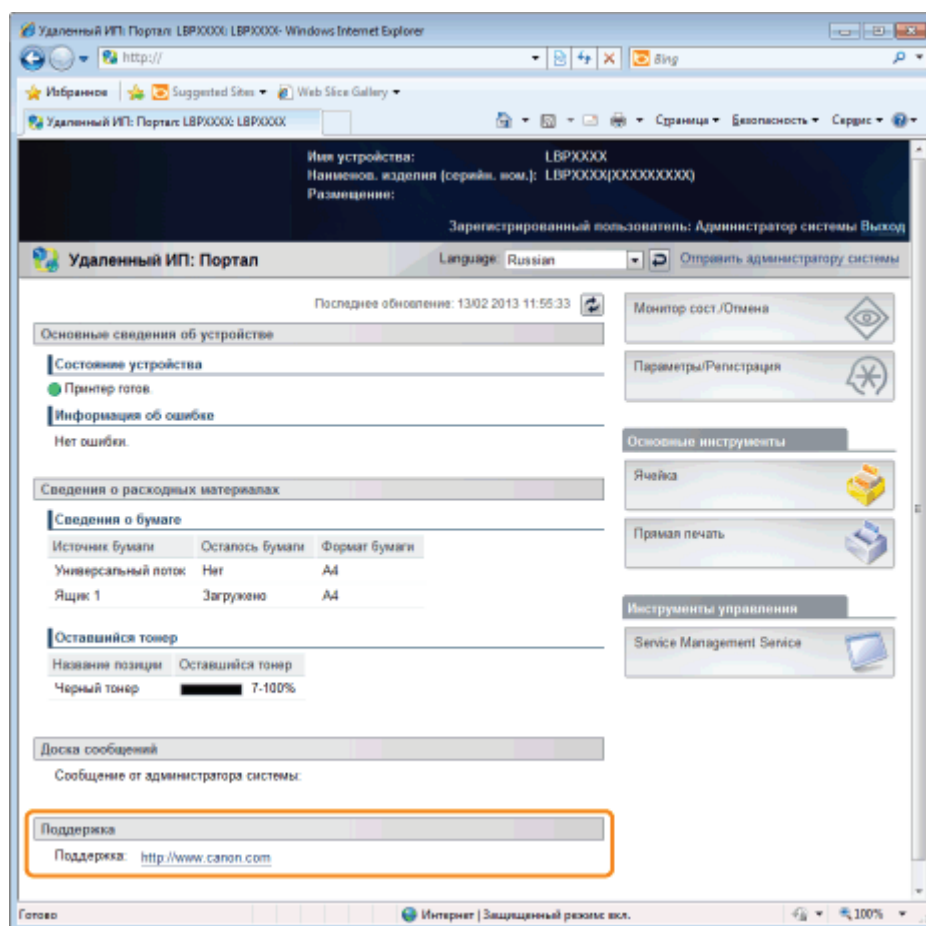 Удаленный ИП: Портал: LBPXXXX: LBPXXXX- Windows Internet Explorer
http://
Bing
Избранное Suggested Sites Web Slice Gallery
Удаленный ИП: Портал: LBPXXXX: LBPXXXX Страница Безопасность Сервис
Имя устройства: LBPXXXX
Наименов. изделия (серийн. ном.): LBPXXXX(XXXXXXXXX)
Размещение:
Зарегистрированный пользователь: Администратор системы Выход
Удаленный ИП: Портал Language: Russian Отправить администратору системы
Последнее обновление: 13/02 2013 11:55:33
Основные сведения об устройстве
Состояние устройства
Принтер готов.
Информация об ошибке
Нет ошибки.
Сведения о расходных материалах
Сведения о бумаге
Источник бумаги Осталось бумаги Формат бумаги
Универсальный лоток Нет A4
Ящик 1 Загружено A4
Оставшийся тонер
Название позиции Оставшийся тонер
Черный тонер 7-100%
Доска сообщений
Сообщение от администратора системы:
Поддержка
Поддержка: http://www.canon.com
Монитор сост./Отмена
Параметры/Регистрация
Основные инструменты
Ячейка
Прямая печать
Инструменты управления
Service Management Service
Готово Интернет | Защищенный режим: вкл. 100%